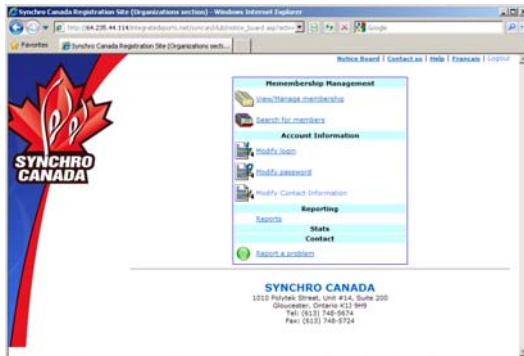 Synchro Canada Registration Site (Organizations section) - Windows Internet Explorer
Google
Favorites
Synchro Canada Registration Site (Organizations secti...
Notice Board | Contact us | Help | Francais | Logout
Memembership Management
View/Manage membership
Search for members
Account Information
Modify login
Modify password
Modify Contact Information
Reporting
Reports
Stats
Contact
Report a problem
SYNCHRO
CANADA
SYNCHRO CANADA
1010 Polytek Street, Unit #14, Suite 200
Gloucester, Ontario K1J 9H9
Tel: (613) 748-5674
Fax: (613) 748-5724